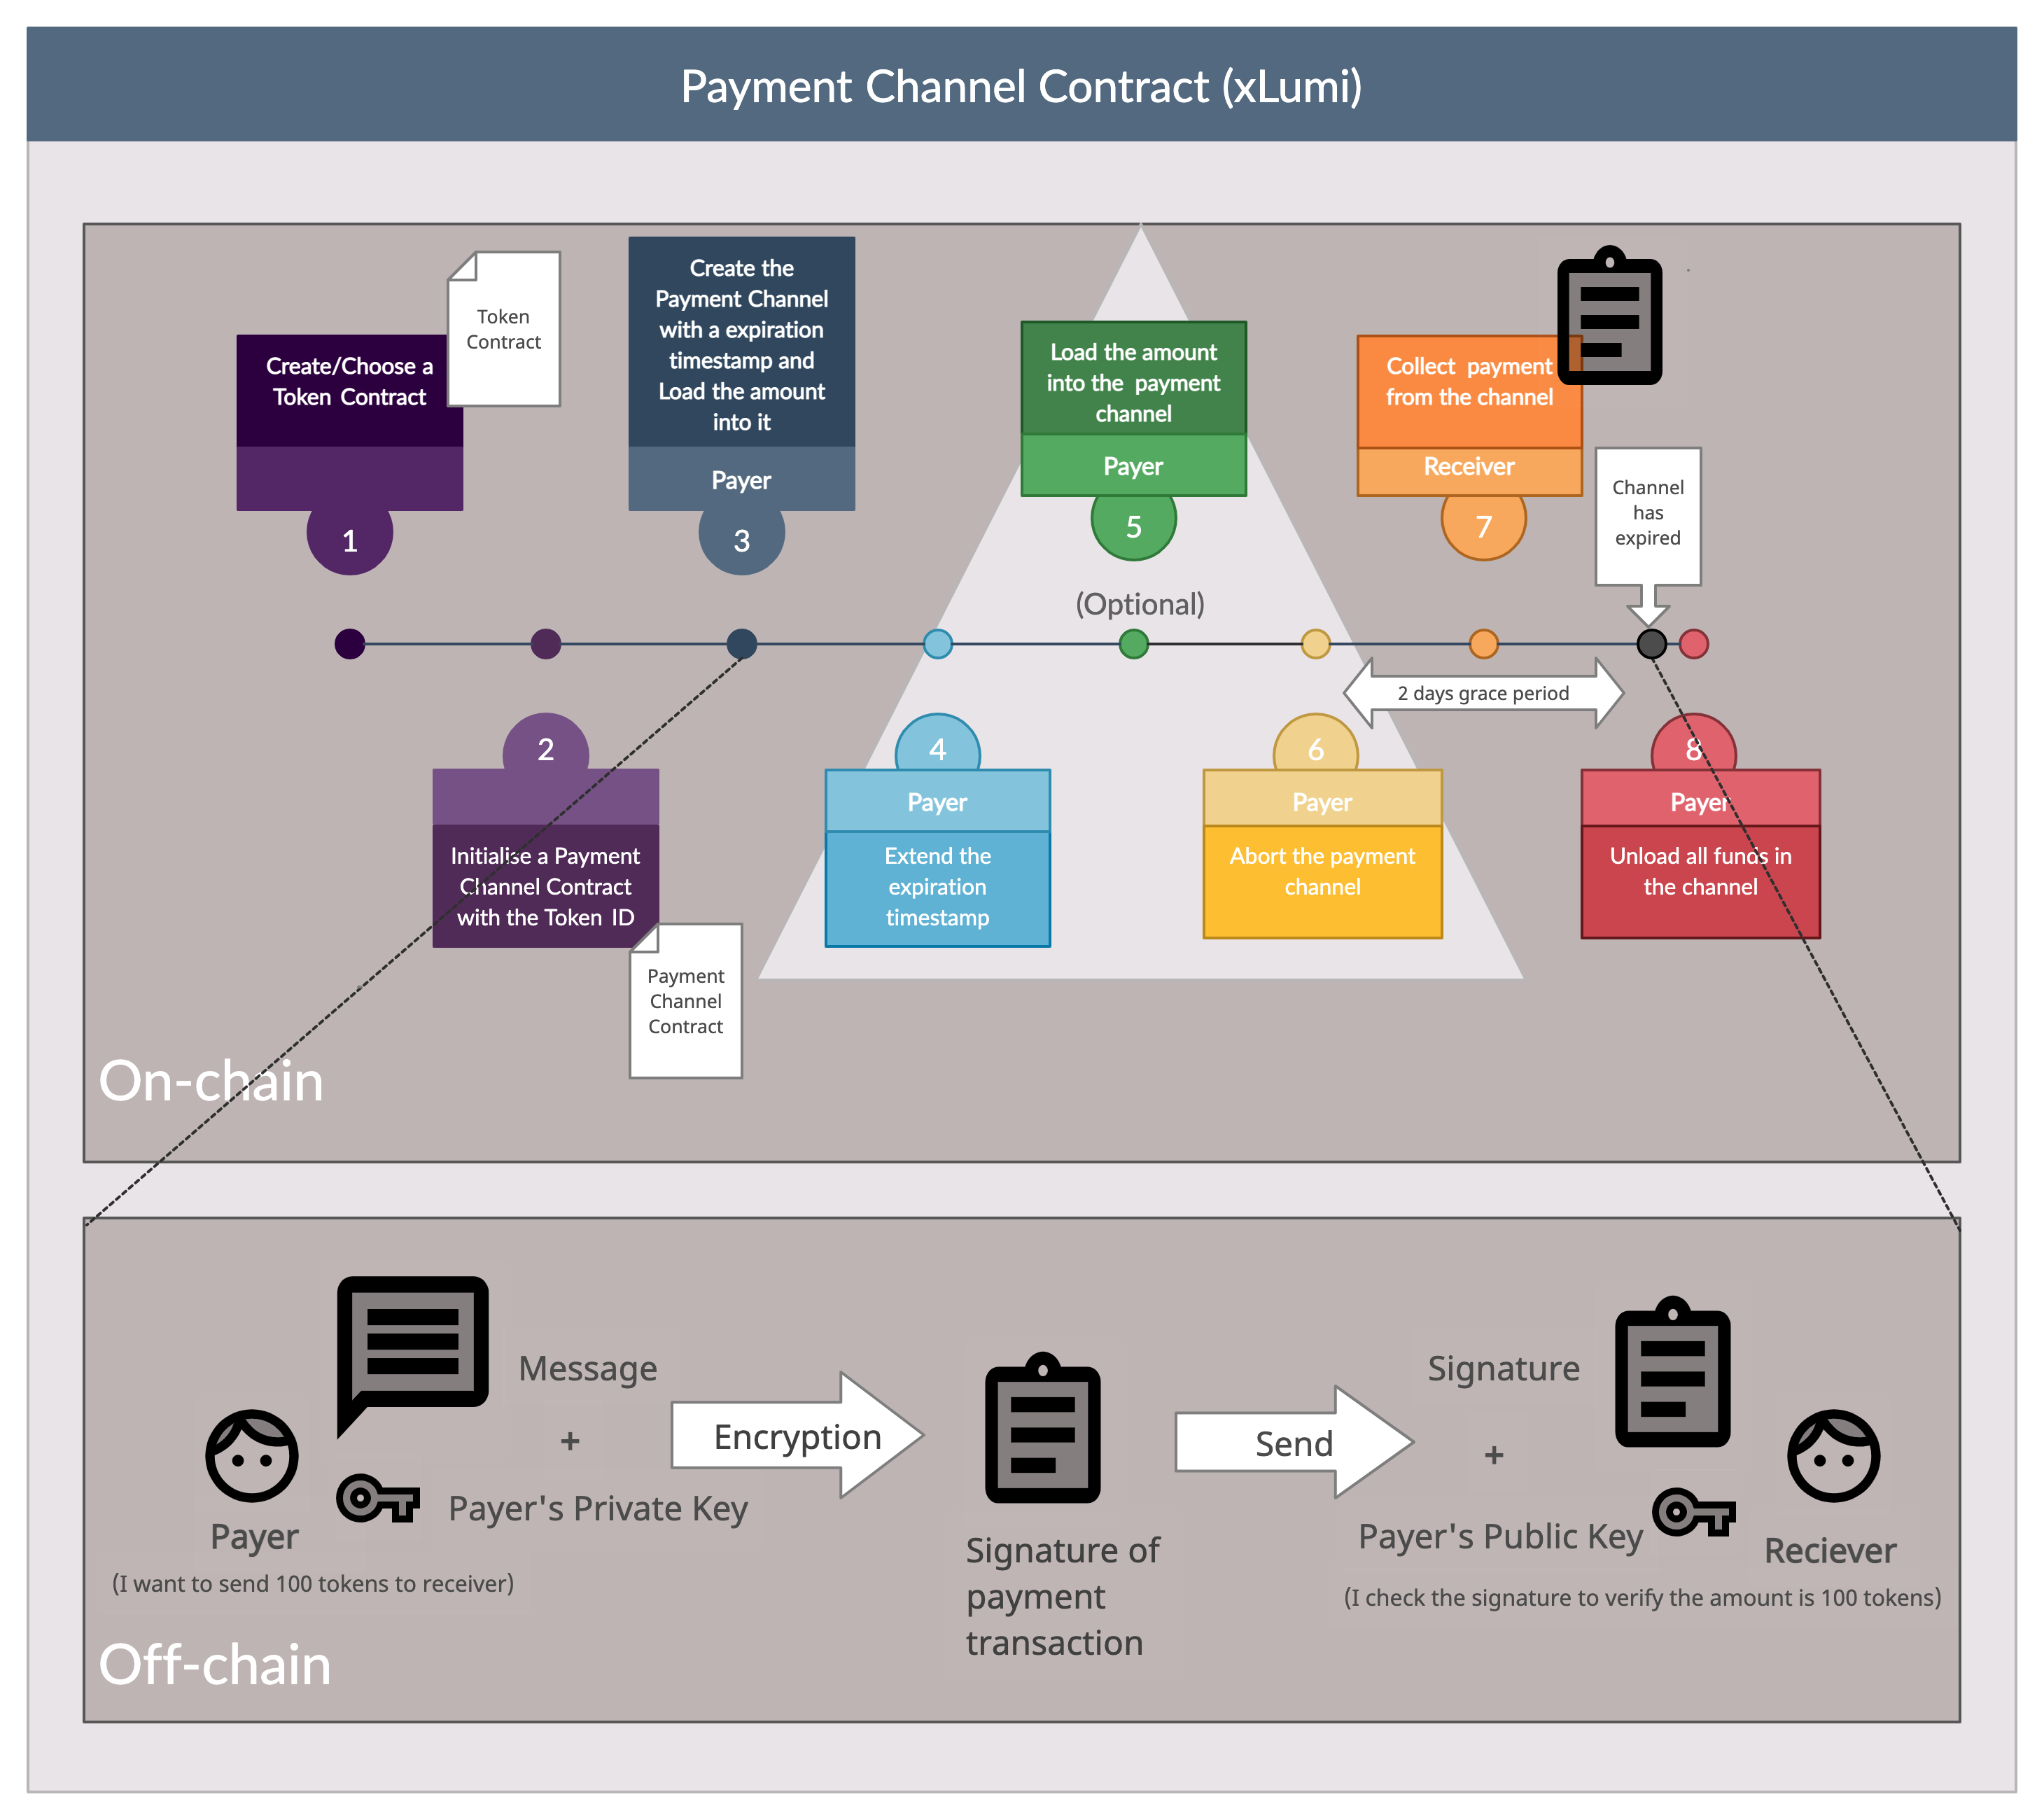 Payment Channel Contract (xLumi)
Create/Choose a
Token Contract
1
Token
Contract
Create the
Payment Channel
with a expiration
timestamp and
Load the amount
into it
Payer
3
Load the amount
into the payment
channel
Payer
5
(Optional)
Collect payment
from the channel
Receiver
7
Channel
has
expired
2 days grace period
2
Initialise a Payment
Channel Contract
with the Token ID
Payment
Channel
Contract
4
Payer
Extend the
expiration
timestamp
6
Payer
Abort the payment
channel
8
Payer
Unload all funds in
the channel
On-chain
Message
+
Payer's Private Key
Payer
(I want to send 100 tokens to receiver)
Encryption
Signature of
payment
transaction
Send
Signature
+
Payer's Public Key
Reciever
(I check the signature to verify the amount is 100 tokens)
Off-chain